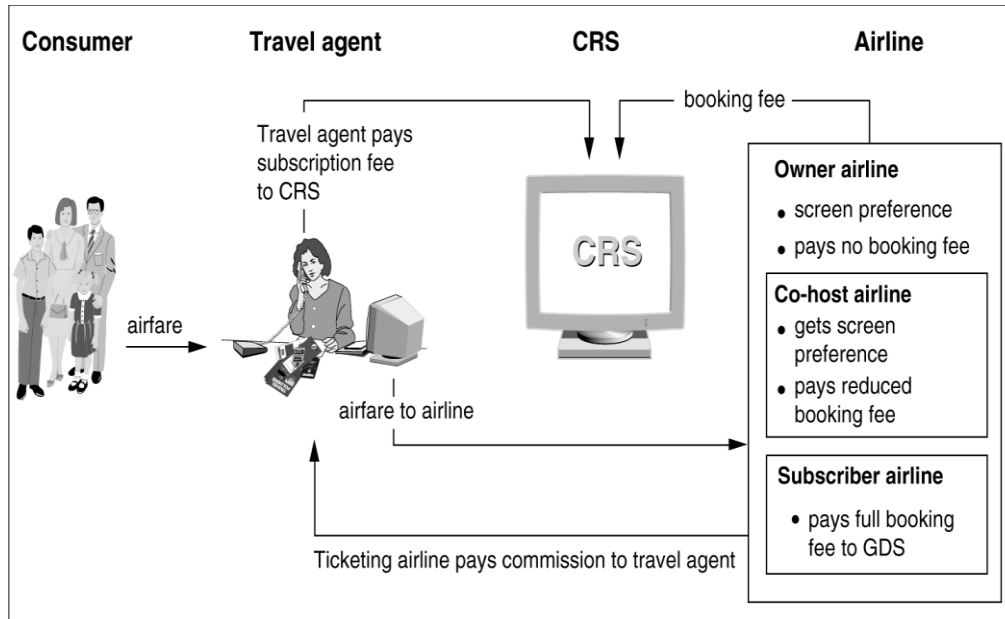 Consumer
Travel agent
CRS
Airline
booking fee
Travel agent pays
subscription fee
to CRS
CRS
airfare
airfare to airline
Ticketing airline pays commission to travel agent
Owner airline
• screen preference
• pays no booking fee
Co-host airline
• gets screen
preference
• pays reduced
booking fee
Subscriber airline
• pays full booking
fee to GDS